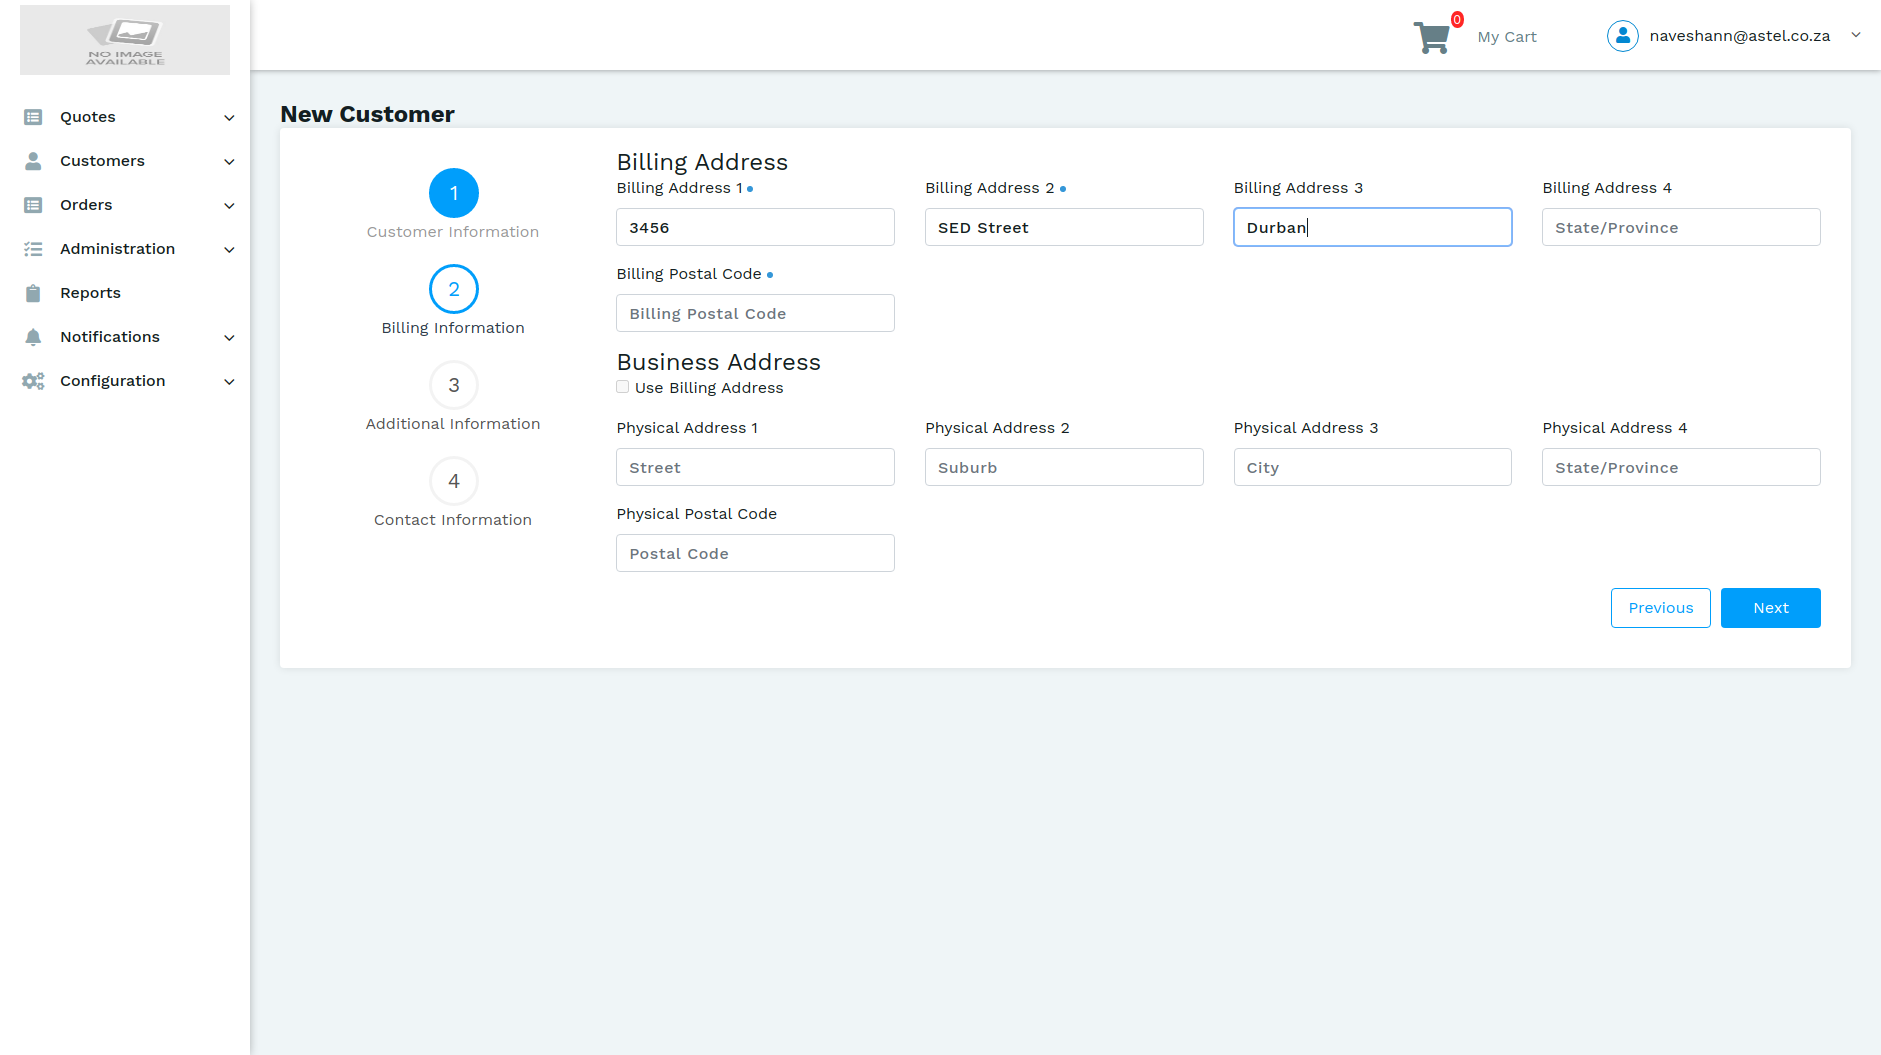 NO IMAGE
AVAILABLE
0
My Cart
naveshann@astel.co.za
Quotes
Customers
Orders
Administration
Reports
Notifications
Configuration
New Customer
1
Customer Information
2
Billing Information
3
Additional Information
4
Contact Information
Billing Address
Billing Address 1 Billing Address 2 Billing Address 3 Billing Address 4
3456 SED Street Durban State/Province
Billing Postal Code
Billing Postal Code
Business Address
Use Billing Address
Physical Address 1 Physical Address 2 Physical Address 3 Physical Address 4
Street Suburb City State/Province
Physical Postal Code
Postal Code
Previous Next